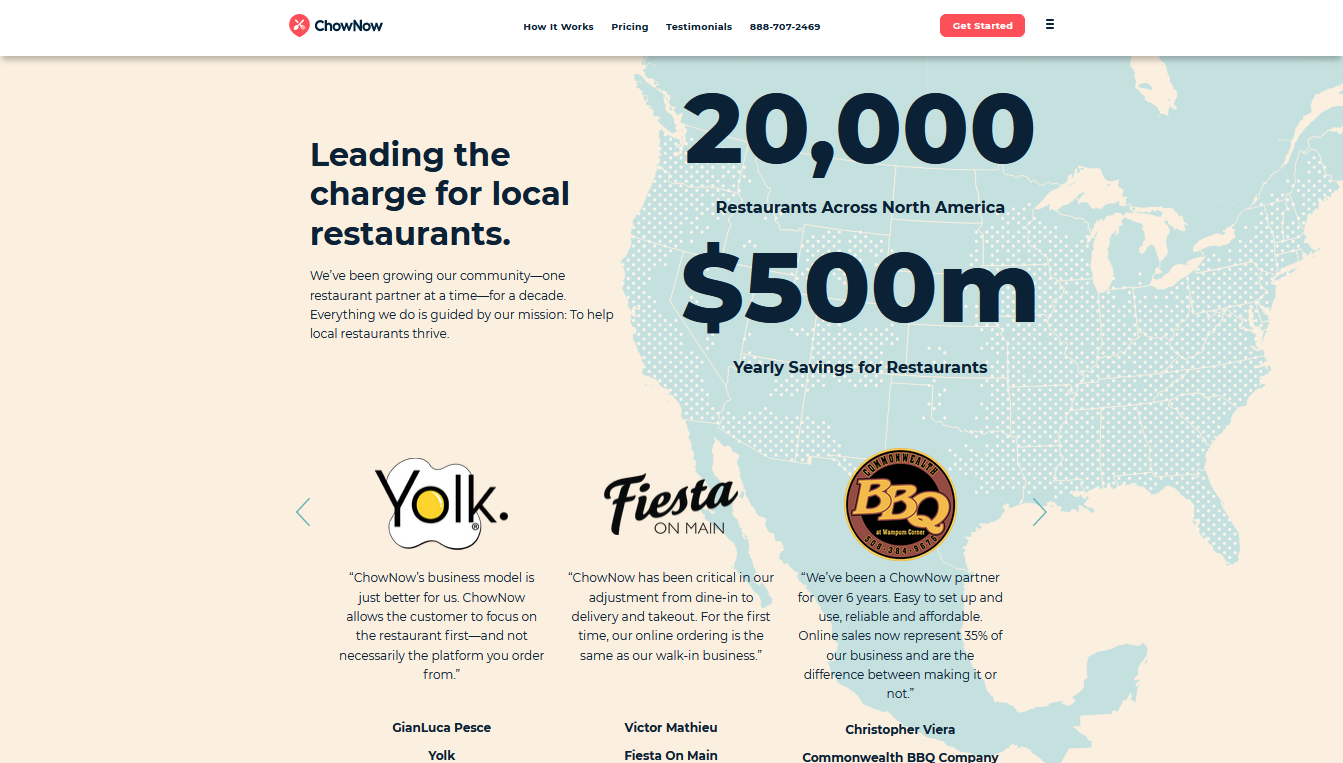 ChowNow
How It Works
Pricing
Testimonials
888-707-2469
Get Started
Leading the
charge for local
restaurants.
We’ve been growing our community—one
restaurant partner at a time—for a decade.
Everything we do is guided by our mission: To help
local restaurants thrive.
20,000
Restaurants Across North America
$500m
Yearly Savings for Restaurants
Yolk.
®
“ChowNow’s business model is
just better for us. ChowNow
allows the customer to focus on
the restaurant first—and not
necessarily the platform you order
from.”
GianLuca Pesce
Yolk
Fiesta
ON MAIN
“ChowNow has been critical in our
adjustment from dine-in to
delivery and takeout. For the first
time, our online ordering is the
same as our walk-in business.”
Victor Mathieu
Fiesta On Main
COMMONWEALTH
BBQ
at Wampum Corner
508-384-9676
“We’ve been a ChowNow partner
for over 6 years. Easy to set up and
use, reliable and affordable.
Online sales now represent 35% of
our business and are the
difference between making it or
not.”
Christopher Viera
Commonwealth BBQ Company